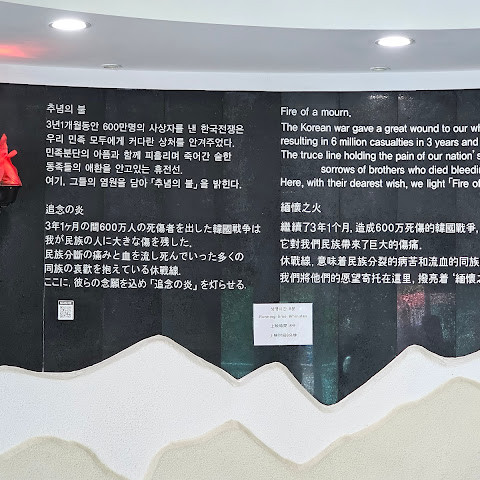 추념의 불
3년1개월동안 600만명의 사상자를 낸 한국전쟁은
우리 민족 모두에게 커다란 상처를 안겨주었다.
민족분단의 아픔과 함께 피흘리며 죽어간 숱한
동족들의 애환을 안고있는 휴전선.
여기, 그들의 염원을 담아 「추념의 불」을 밝힌다.
追念の炎
3年1ヶ月の間600万人の死傷者を出した韓國戦争は
我が民族の人に大きな傷を残した.
民族分斷の痛みと血を流し死んでいった多くの
同族の哀歓を抱えている休戰線.
ここに, 彼らの念願を込め「追念の炎」を灯らせる.
Fire of a mourn.
The Korean war gave a great wound to our wh
resulting in 6 million casualties in 3 years and
The truce line holding the pain of our nation's
sorrows of brothers who died bleedin
Here, with their dearest wish, we light 「Fire of
緬懷之火
繼續73年1个月, 造成600万死傷的韓國戰爭,
它對我們民族帶來了巨大的傷痛.
休戰線, 意味着民族分裂的病苦和流血的同族
我們將他們的愿望寄托在這里, 撥亮着 '緬懷之